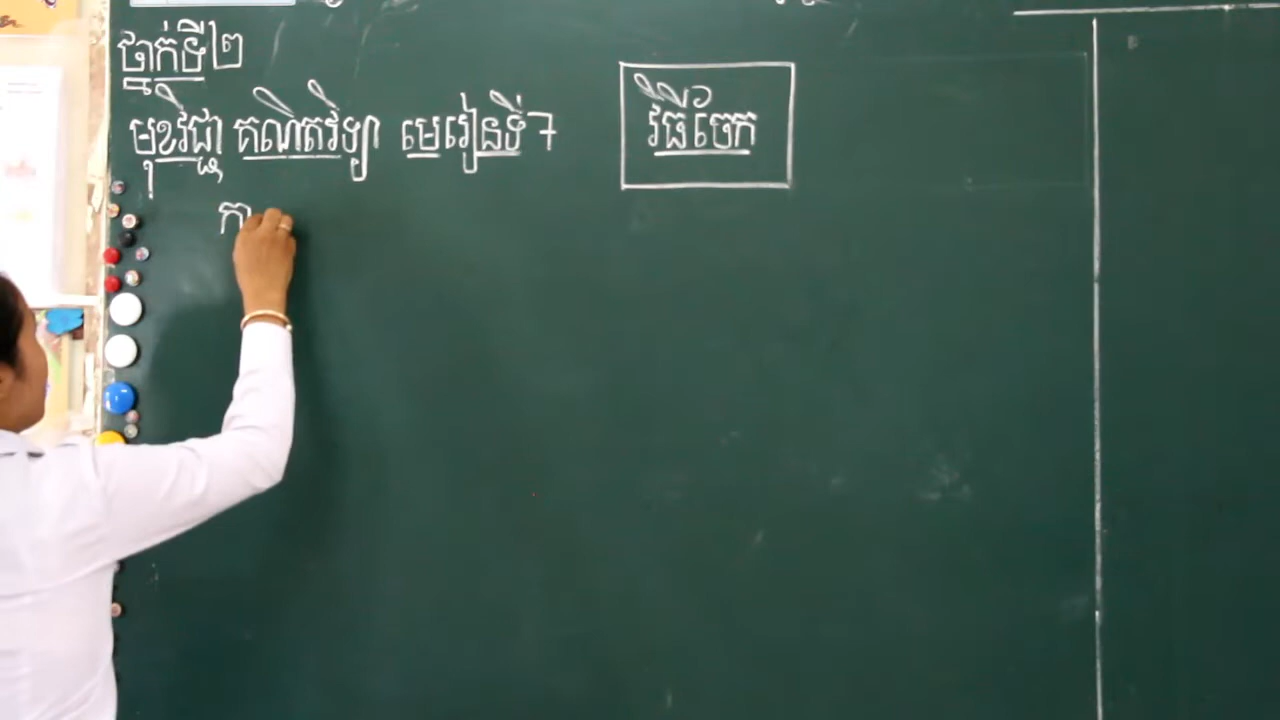 ថ្នាក់ទី២
មុខវិជ្ជា គណិតវិទ្យា មេរៀនទី7
វិធីចែក
កា